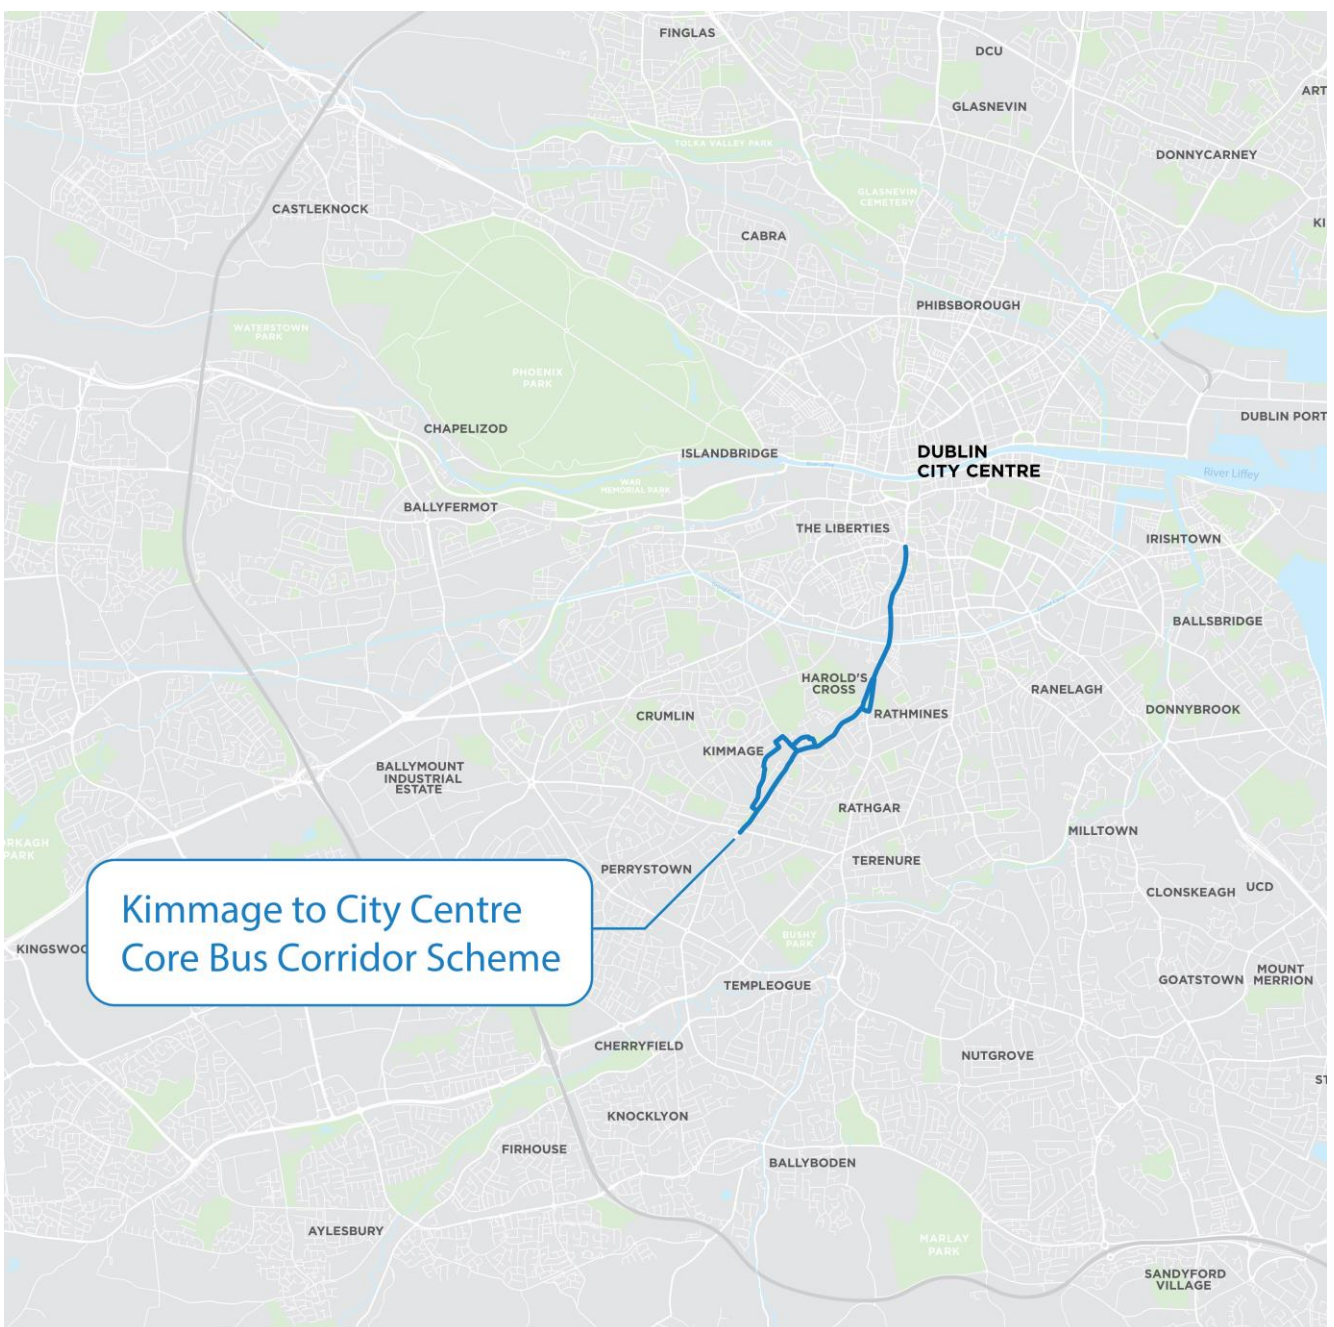 FINGLAS
DCU
ART
GLASNEVIN
TOLKA VALLEY PARK
DONNYCARNEY
GLASNEVIN
CEMETERY
CASTLEKNOCK
KI
CABRA
PHIBSBOROUGH
WATERSTOWN
PARK
PHOENIX
PARK
DUBLIN PORT
CHAPELIZOD
ISLANDBRIDGE
DUBLIN
CITY CENTRE
River Liffey
River Liffey
WAR
MEMORIAL PARK
BALLYFERMOT
THE LIBERTIES
IRISHTOWN
BALLSBRIDGE
HAROLD'S
CROSS
RANELAGH
CRUMLIN
RATHMINES
DONNYBROOK
KIMMAGE
BALLYMOUNT
INDUSTRIAL
ESTATE
RATHGAR
MILLTOWN
ORKAGH
PARK
PERRYSTOWN
TERENURE
CLONSKEAGH
UCD
Kimmage to City Centre
Core Bus Corridor Scheme
KINGSWOO
BUSHY
PARK
TEMPLEOGUE
GOATSTOWN
MOUNT
MERRION
CHERRYFIELD
NUTGROVE
ST
KNOCKLYON
FIRHOUSE
BALLYBODEN
AYLESBURY
MARLAY
PARK
SANDYFORD
VILLAGE